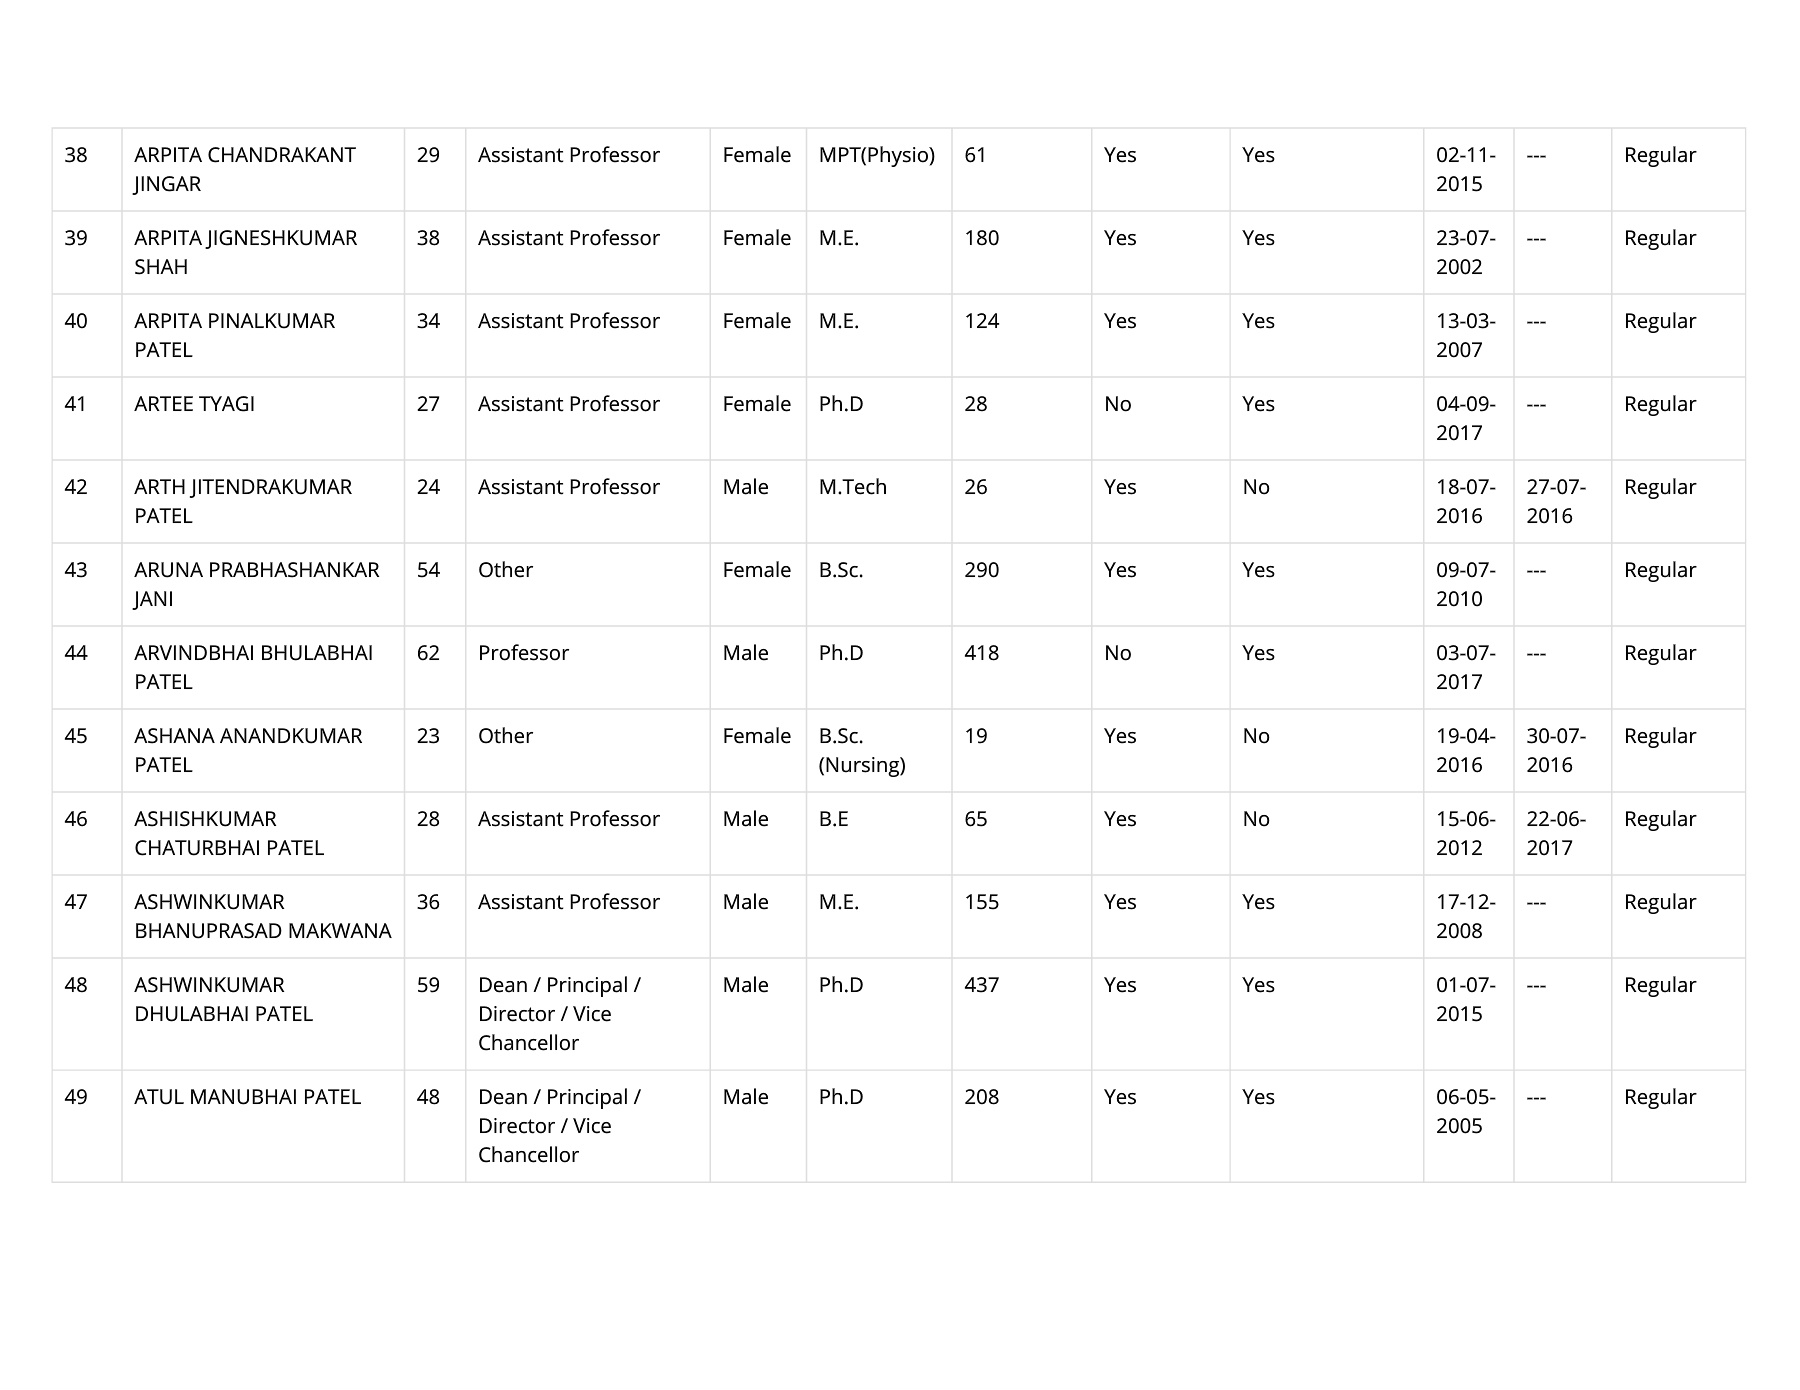 38 ARPITA CHANDRAKANT 29 Assistant Professor Female MPT(Physio) 61 Yes Yes 02-11- --- Regular
JINGAR 2015
39 ARPITA JIGNESHKUMAR 38 Assistant Professor Female M.E. 180 Yes Yes 23-07- --- Regular
SHAH 2002
40 ARPITA PINALKUMAR 34 Assistant Professor Female M.E. 124 Yes Yes 13-03- --- Regular
PATEL 2007
41 ARTEE TYAGI 27 Assistant Professor Female Ph.D 28 No Yes 04-09- --- Regular
2017
42 ARTH JITENDRAKUMAR 24 Assistant Professor Male M.Tech 26 Yes No 18-07- 27-07- Regular
PATEL 2016 2016
43 ARUNA PRABHASHANKAR 54 Other Female B.Sc. 290 Yes Yes 09-07- --- Regular
JANI 2010
44 ARVINDBHAI BHULABHAI 62 Professor Male Ph.D 418 No Yes 03-07- --- Regular
PATEL 2017
45 ASHANA ANANDKUMAR 23 Other Female B.Sc. 19 Yes No 19-04- 30-07- Regular
PATEL (Nursing) 2016 2016
46 ASHISHKUMAR 28 Assistant Professor Male B.E 65 Yes No 15-06- 22-06- Regular
CHATURBHAI PATEL 2012 2017
47 ASHWINKUMAR 36 Assistant Professor Male M.E. 155 Yes Yes 17-12- --- Regular
BHANUPRASAD MAKWANA 2008
48 ASHWINKUMAR 59 Dean / Principal / Male Ph.D 437 Yes Yes 01-07- --- Regular
DHULABHAI PATEL Director / Vice 2015
Chancellor
49 ATUL MANUBHAI PATEL 48 Dean / Principal / Male Ph.D 208 Yes Yes 06-05- --- Regular
Director / Vice 2005
Chancellor